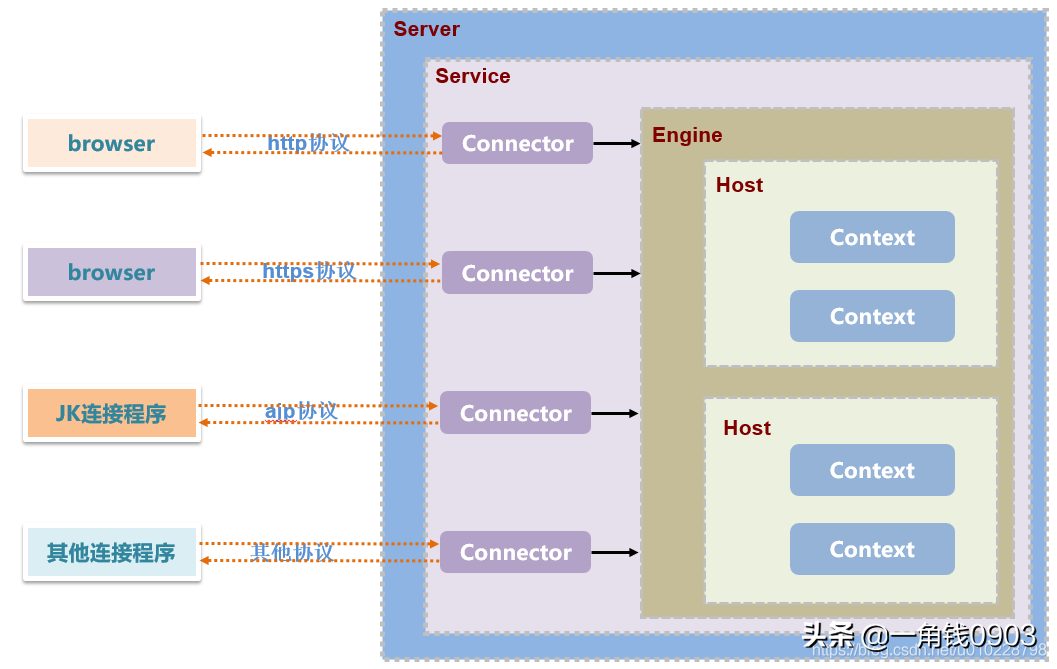 Server
Service
browser
http协议
Connector
Engine
Host
Context
Context
browser
https协议
Connector
JK连接程序
ajp协议
Connector
Host
Context
Context
其他连接程序
其他协议
Connector
头条 @一角钱0903
https://blog.csdn.net/u010228798